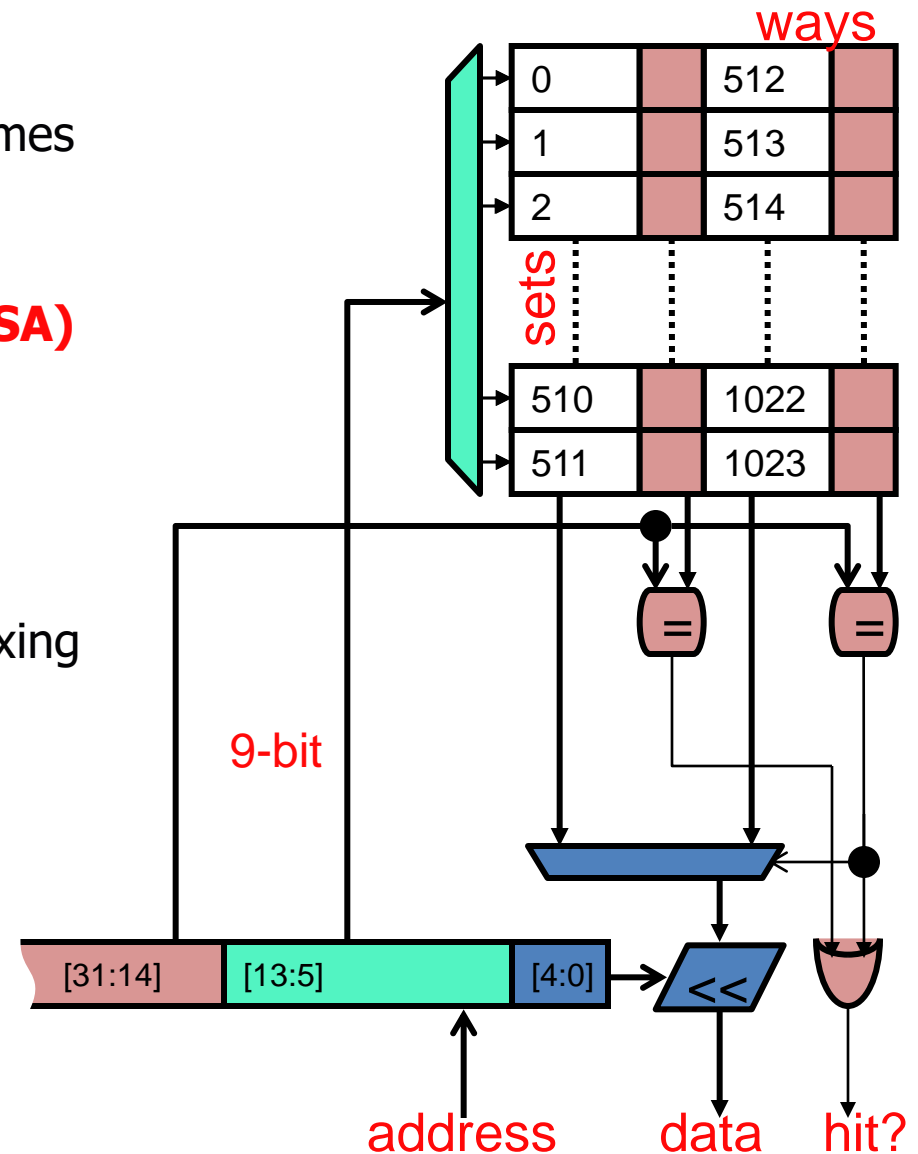 ways
0 512
mes
1 513
2 514
sets
SA)
510 1022
511 1023
= =
xing
9-bit
[31:14] [13:5] [4:0] <<
address data hit?